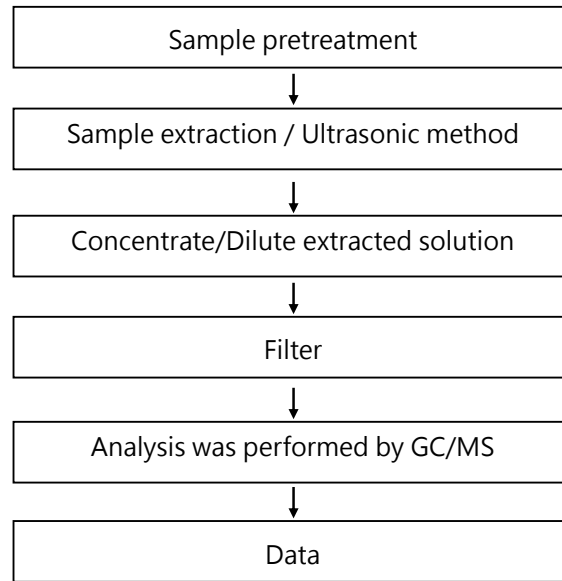 Sample pretreatment
Sample extraction / Ultrasonic method
Concentrate/Dilute extracted solution
Filter
Analysis was performed by GC/MS
Data